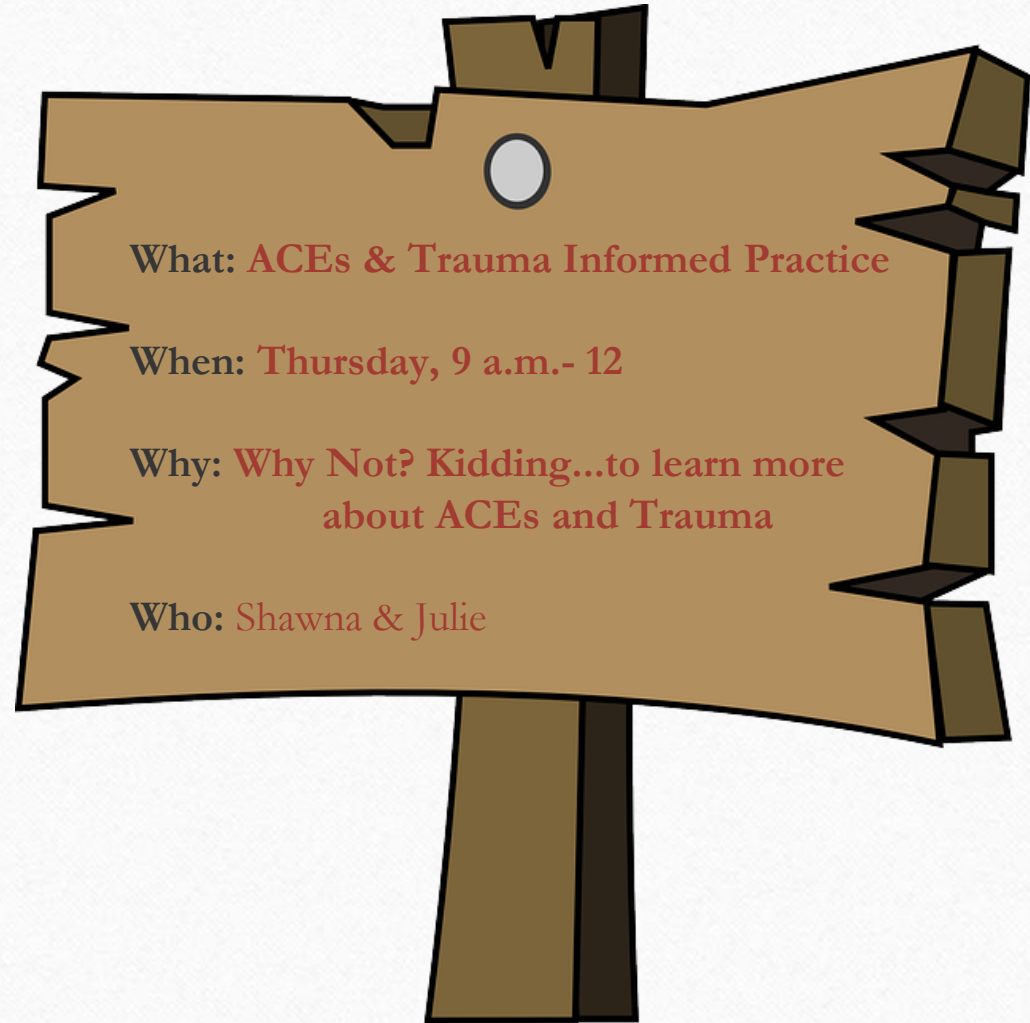 What: ACEs & Trauma Informed Practice
When: Thursday, 9 a.m.- 12
Why: Why Not? Kidding...to learn more
about ACEs and Trauma
Who: Shawna & Julie